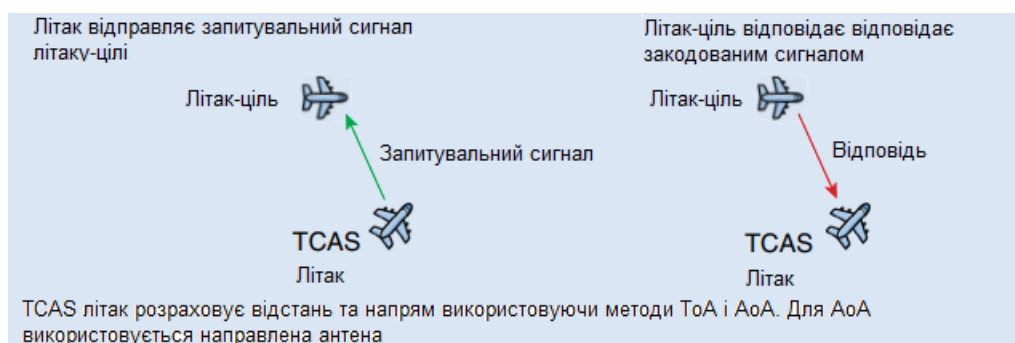 Літак відправляє запитувальний сигнал
літаку-цілі
Літак-ціль
Запитувальний сигнал
TCAS
Літак
Літак-ціль відповідає відповідає
закодованим сигналом
Літак-ціль
Відповідь
TCAS
Літак
TCAS літак розраховує відстань та напрям використовуючи методи ToA і AoA. Для AoA
використовується направлена антена